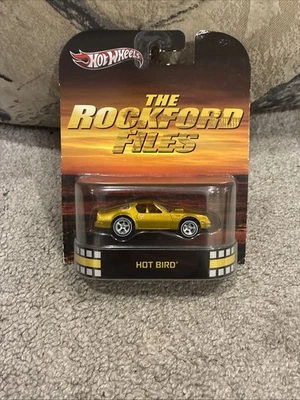 Hot Wheels
THE
ROCKFORD
FILES
HOT BIRD